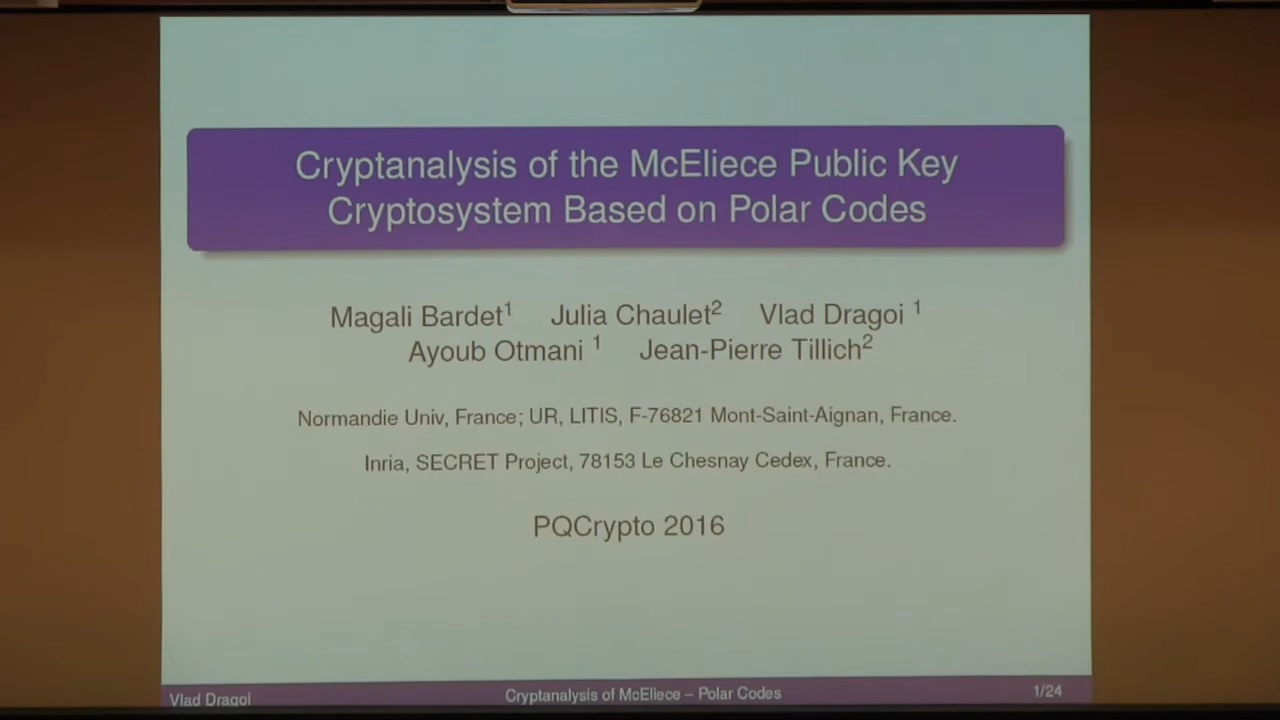 Cryptanalysis of the McEliece Public Key
Cryptosystem Based on Polar Codes
Magali Bardet¹ Julia Chaulet² Vlad Dragoi ¹
Ayoub Otmani ¹ Jean-Pierre Tillich²
Normandie Univ, France; UR, LITIS, F-76821 Mont-Saint-Aignan, France.
Inria, SECRET Project, 78153 Le Chesnay Cedex, France.
PQCrypto 2016
Vlad Dragoi Cryptanalysis of McEliece – Polar Codes 1/24